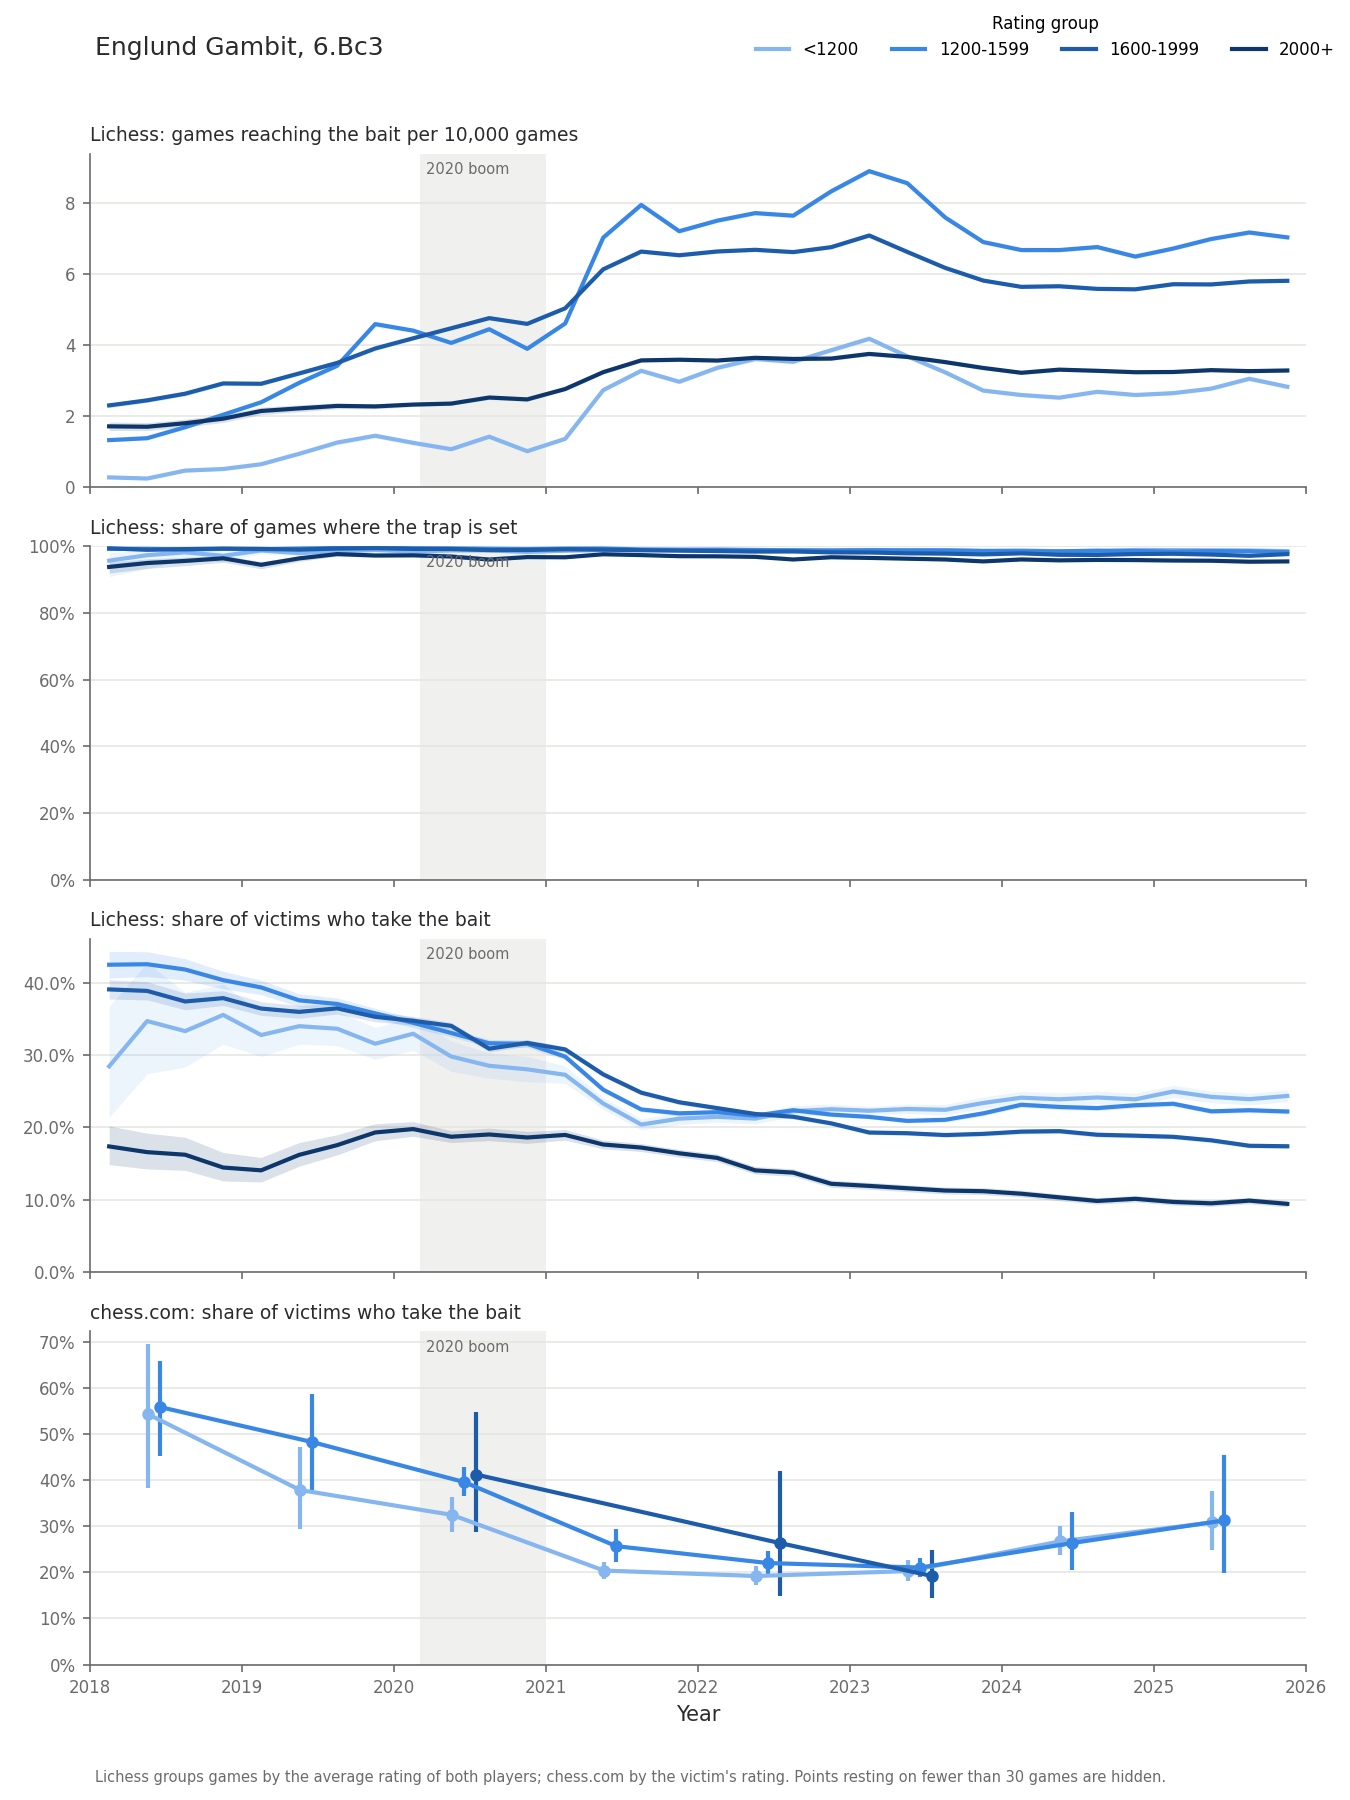 Englund Gambit, 6.Bc3
Rating group
<1200 1200-1599 1600-1999 2000+
Lichess: games reaching the bait per 10,000 games
2020 boom
8
6
4
2
0
Lichess: share of games where the trap is set
100%
2020 boom
80%
60%
40%
20%
0%
Lichess: share of victims who take the bait
2020 boom
40.0%
30.0%
20.0%
10.0%
0.0%
chess.com: share of victims who take the bait
70%
2020 boom
60%
50%
40%
30%
20%
10%
0%
2018 2019 2020 2021 2022 2023 2024 2025 2026
Year
Lichess groups games by the average rating of both players; chess.com by the victim's rating. Points resting on fewer than 30 games are hidden.